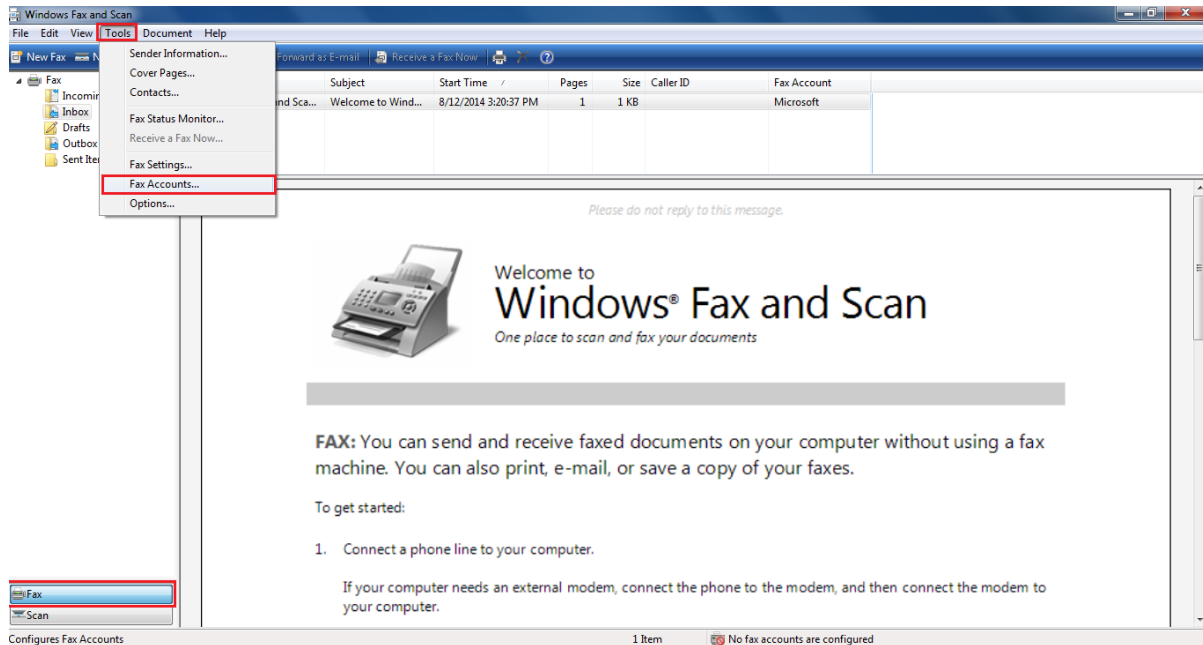 Windows Fax and Scan
File Edit View Tools Document Help
New Fax N Forward as E-mail Receive a Fax Now
Sender Information...
Cover Pages...
Contacts...
Fax Status Monitor...
Receive a Fax Now...
Fax Settings...
Fax Accounts...
Options...
Fax
Incomin
Inbox
Drafts
Outbox
Sent Ite
Subject Start Time / Pages Size Caller ID Fax Account
nd Sca... Welcome to Wind... 8/12/2014 3:20:37 PM 1 1 KB Microsoft
Please do not reply to this message.
Welcome to
Windows® Fax and Scan
One place to scan and fax your documents
FAX: You can send and receive faxed documents on your computer without using a fax
machine. You can also print, e-mail, or save a copy of your faxes.
To get started:
1. Connect a phone line to your computer.
If your computer needs an external modem, connect the phone to the modem, and then connect the modem to
your computer.
Fax
Scan
Configures Fax Accounts 1 Item No fax accounts are configured